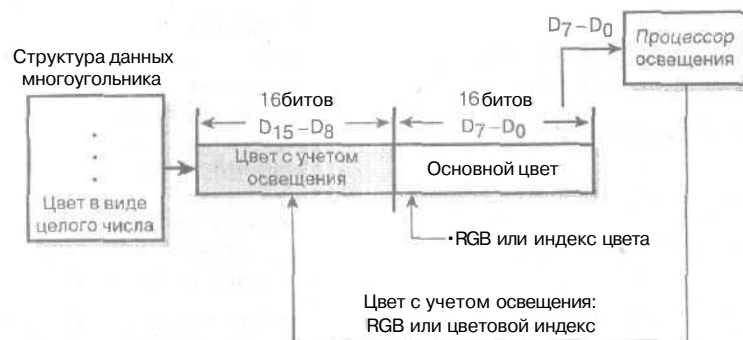 D7–D0
Процессор
освещения
Структура данных
многоугольника
16битов
16битов
D15–D8
D7–D0
Цвет с учетом
освещения
Основной цвет
Цвет в виде
целого числа
RGB или индекс цвета
Цвет с учетом освещения:
RGB или цветовой индекс